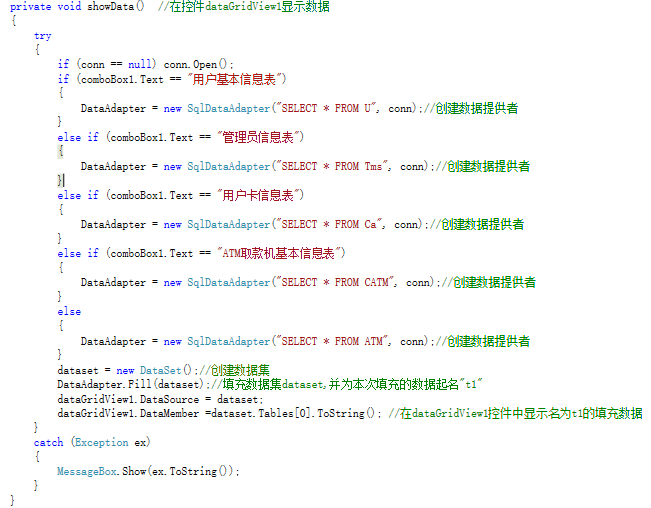 private void showData()  //在控件dataGridView1显示数据
{
    try
    {
        if (conn == null) conn.Open();
        if (comboBox1.Text == "用户基本信息表")
        {
            DataAdapter = new SqlDataAdapter("SELECT * FROM U", conn);//创建数据提供者
        }
        else if (comboBox1.Text == "管理员信息表")
        {
            DataAdapter = new SqlDataAdapter("SELECT * FROM Tms", conn);//创建数据提供者
        }
        else if (comboBox1.Text == "用户卡信息表")
        {
            DataAdapter = new SqlDataAdapter("SELECT * FROM Ca", conn);//创建数据提供者
        }
        else if (comboBox1.Text == "ATM取款机基本信息表")
        {
            DataAdapter = new SqlDataAdapter("SELECT * FROM CATM", conn);//创建数据提供者
        }
        else
        {
            DataAdapter = new SqlDataAdapter("SELECT * FROM ATM", conn);//创建数据提供者
        }
        dataset = new DataSet();//创建数据集
        DataAdapter.Fill(dataset);//填充数据集dataset,并为本次填充的数据起名"t1"
        dataGridView1.DataSource = dataset;
        dataGridView1.DataMember =dataset.Tables[0].ToString(); //在dataGridView1控件中显示名为t1的填充数据
    }
    catch (Exception ex)
    {
        MessageBox.Show(ex.ToString());
    }
}